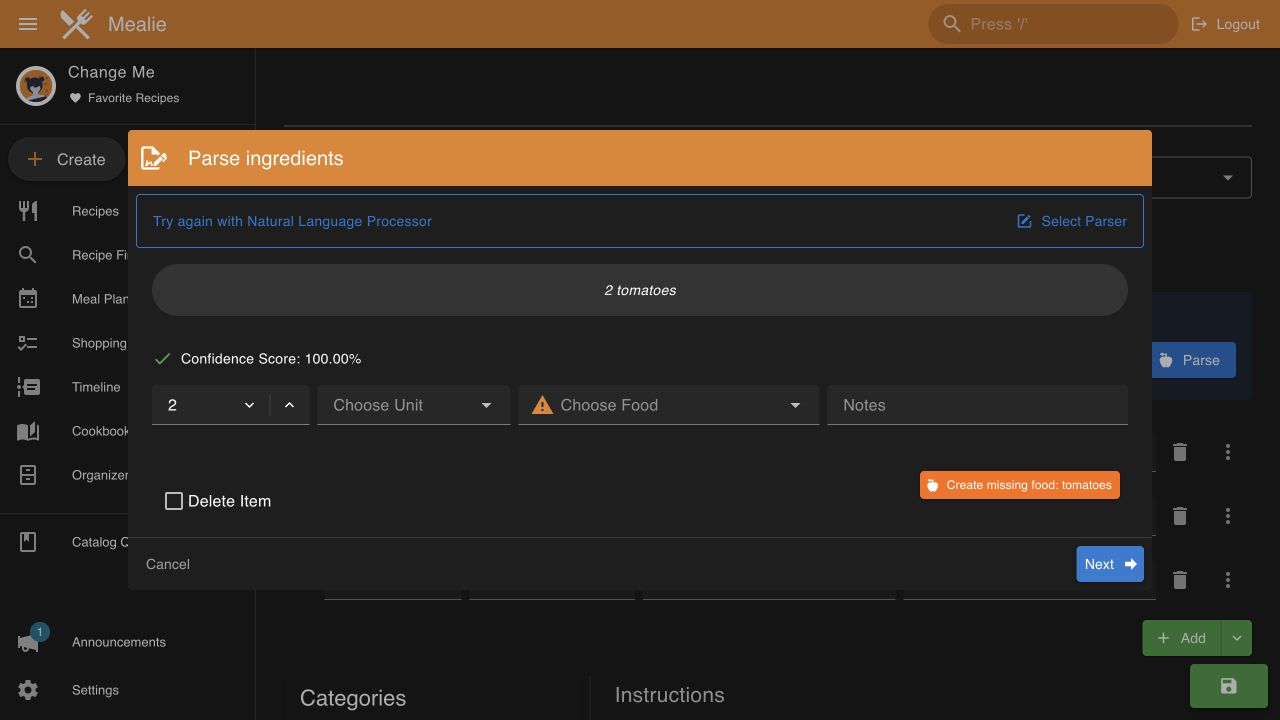 Mealie
Press '/'
Logout
Change Me
Favorite Recipes
Create
Recipes
Recipe Fi
Meal Plan
Shopping
Timeline
Cookbook
Organizer
Catalog Q
1
Announcements
Settings
Parse ingredients
Try again with Natural Language Processor
Select Parser
2 tomatoes
Confidence Score: 100.00%
2
Choose Unit
Choose Food
Notes
Create missing food: tomatoes
Delete Item
Cancel
Next
Parse
Add
Categories
Instructions